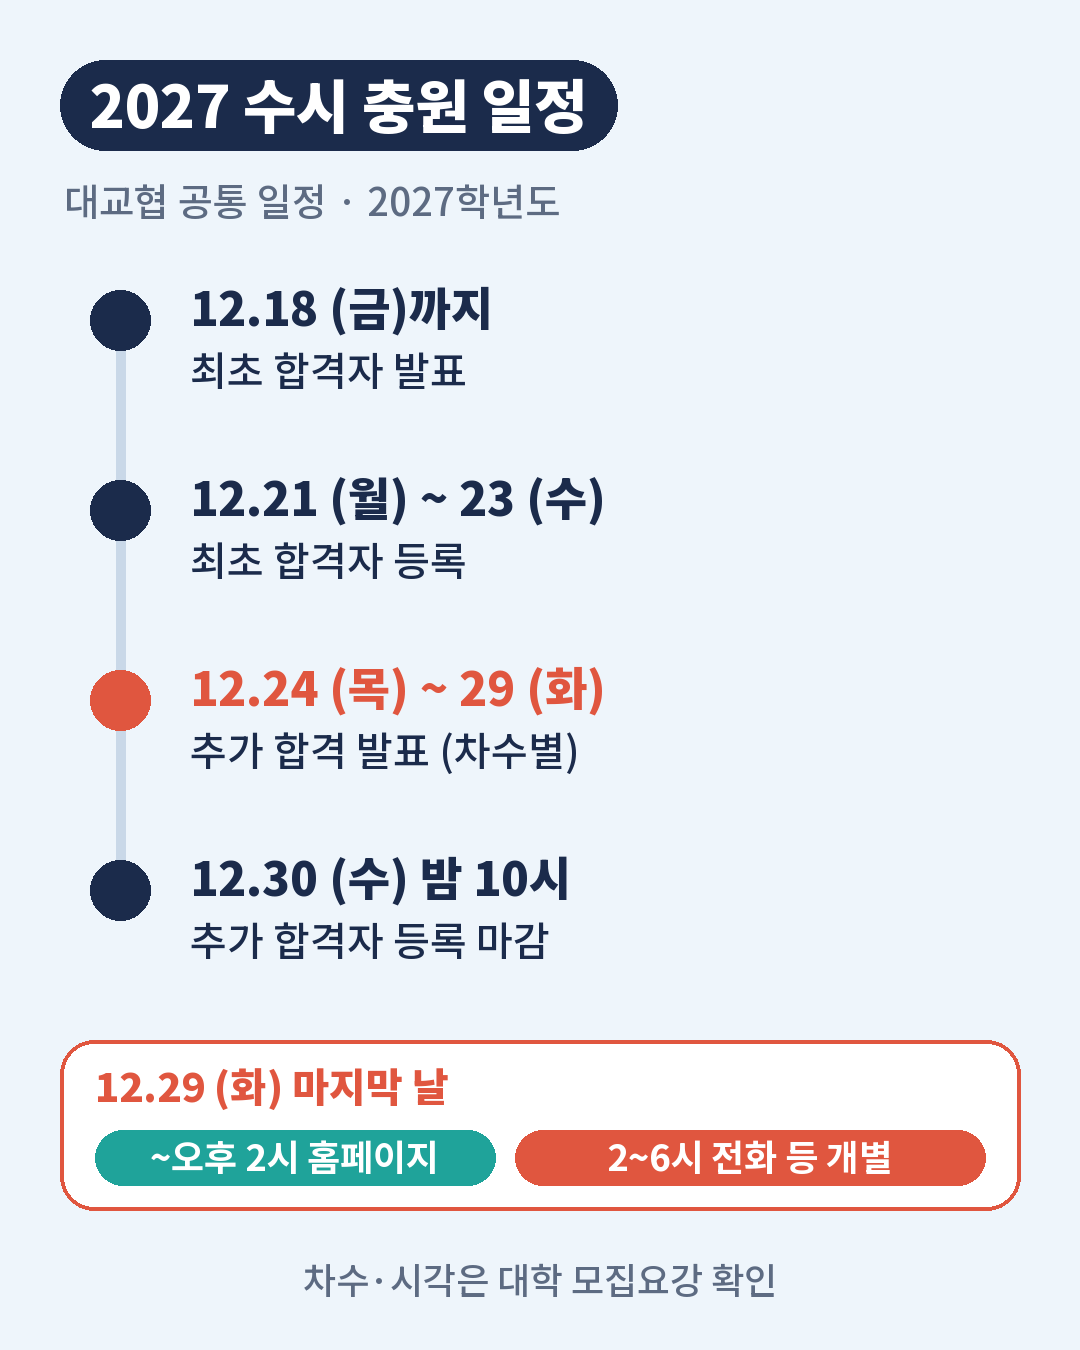 2027 수시 충원 일정
대교협 공통 일정 · 2027학년도
12.18 (금)까지
최초 합격자 발표
12.21 (월) ~ 23 (수)
최초 합격자 등록
12.24 (목) ~ 29 (화)
추가 합격 발표 (차수별)
12.30 (수) 밤 10시
추가 합격자 등록 마감
12.29 (화) 마지막 날
~오후 2시 홈페이지
2~6시 전화 등 개별
차수·시각은 대학 모집요강 확인